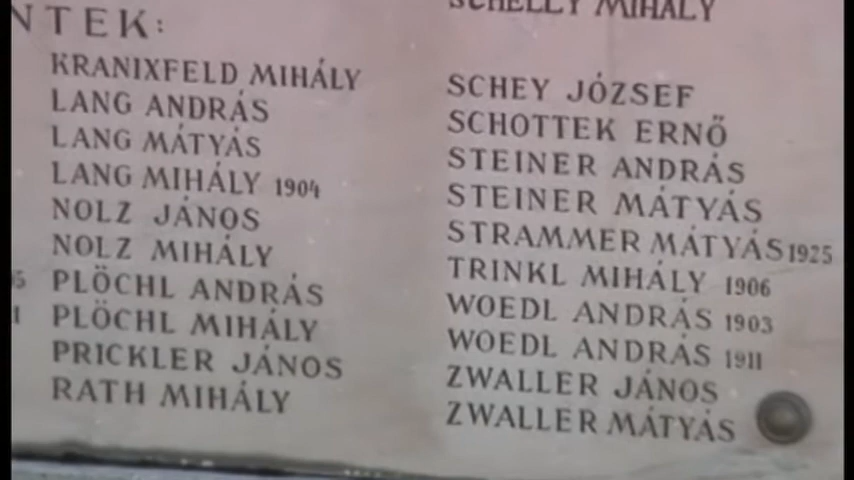 NTEK:
KRANIXFELD MIHÁLY
LANG ANDRÁS
LANG MÁTYÁS
LANG MIHÁLY 1904
NOLZ JÁNOS
NOLZ MIHÁLY
PLÖCHL ANDRÁS
PLÖCHL MIHÁLY
PRICKLER JÁNOS
RATH MIHÁLY
SCHELLY MIHÁLY
SCHEY JÓZSEF
SCHOTTEK ERNŐ
STEINER ANDRÁS
STEINER MÁTYÁS
STRAMMER MÁTYÁS 1925
TRINKL MIHÁLY 1906
WOEDL ANDRÁS 1903
WOEDL ANDRÁS 1911
ZWALLER JÁNOS
ZWALLER MÁTYÁS